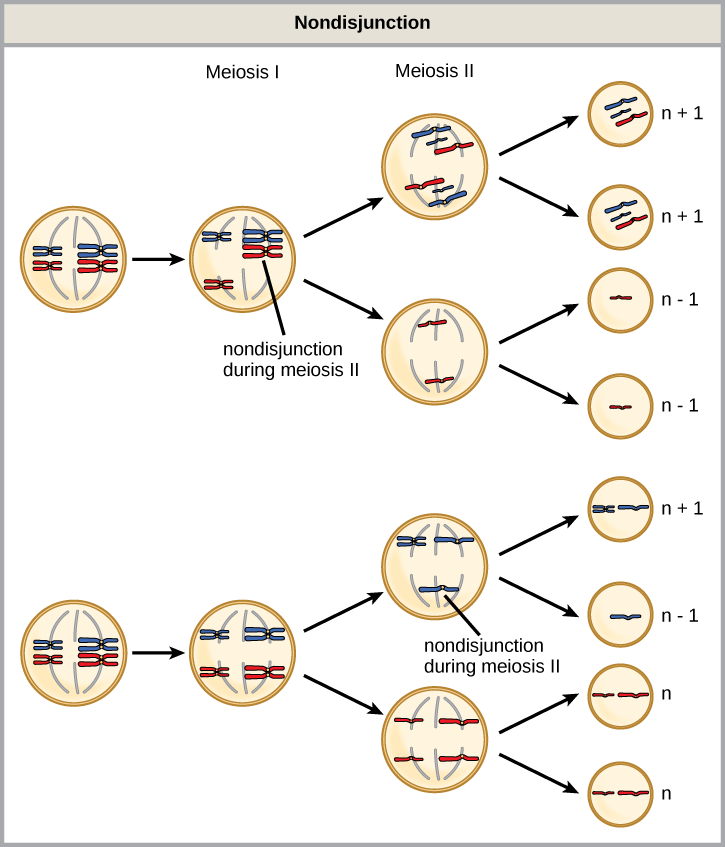 Nondisjunction
Meiosis I
Meiosis II
n + 1
n + 1
n - 1
nondisjunction
during meiosis II
n - 1
n + 1
n - 1
nondisjunction
during meiosis II
n
n